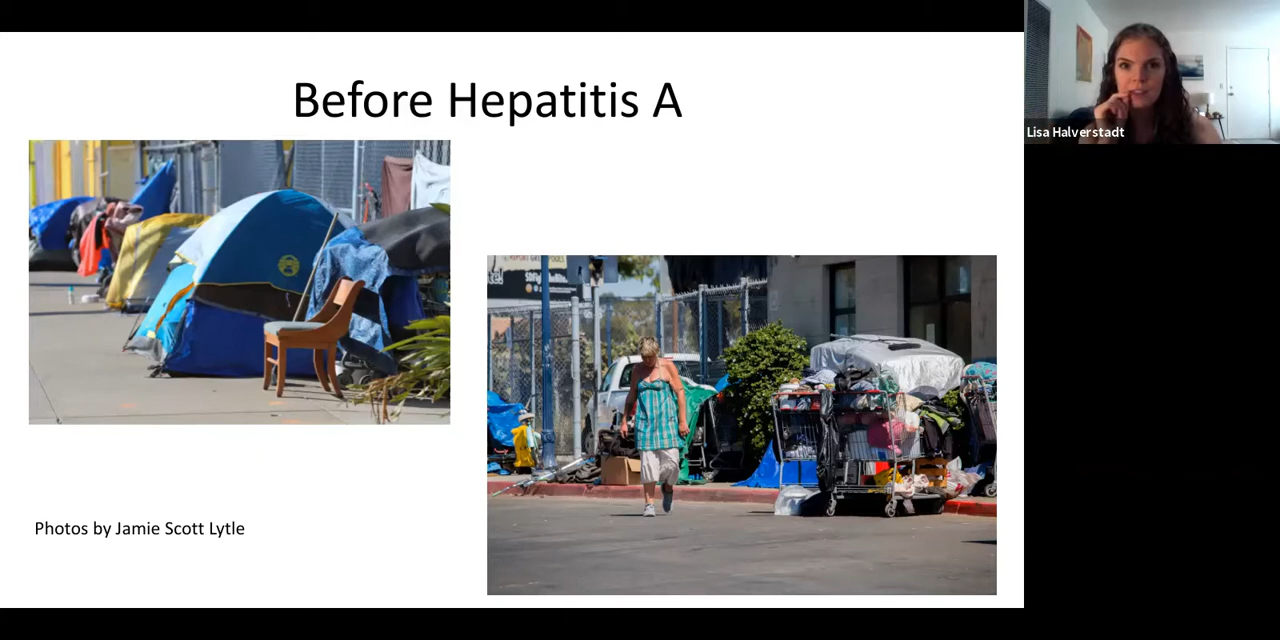 Before Hepatitis A
Lisa Halverstadt
Photos by Jamie Scott Lytle